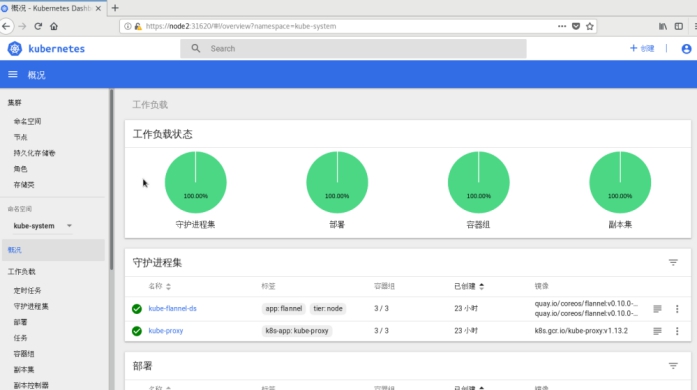 概况 - Kubernetes Dashb
https://node2:31620/#!/overview?namespace=kube-system
kubernetes
Search
+ 创建
概况
集群
命名空间
节点
持久化存储卷
角色
存储类
命名空间
kube-system
概况
工作负载
定时任务
守护进程集
部署
任务
容器组
副本集
副本控制器
工作负载
工作负载状态
100.00% 100.00% 100.00% 100.00%
守护进程集 部署 容器组 副本集
守护进程集
名称 标签 容器组 已创建 镜像
kube-flannel-ds app: flannel tier: node 3 / 3 23 小时 quay.io/coreos/flannel:v0.10.0-...
quay.io/coreos/flannel:v0.10.0-...
kube-proxy k8s-app: kube-proxy 3 / 3 23 小时 k8s.gcr.io/kube-proxy:v1.13.2
部署
名称 标签 容器组 已创建 镜像